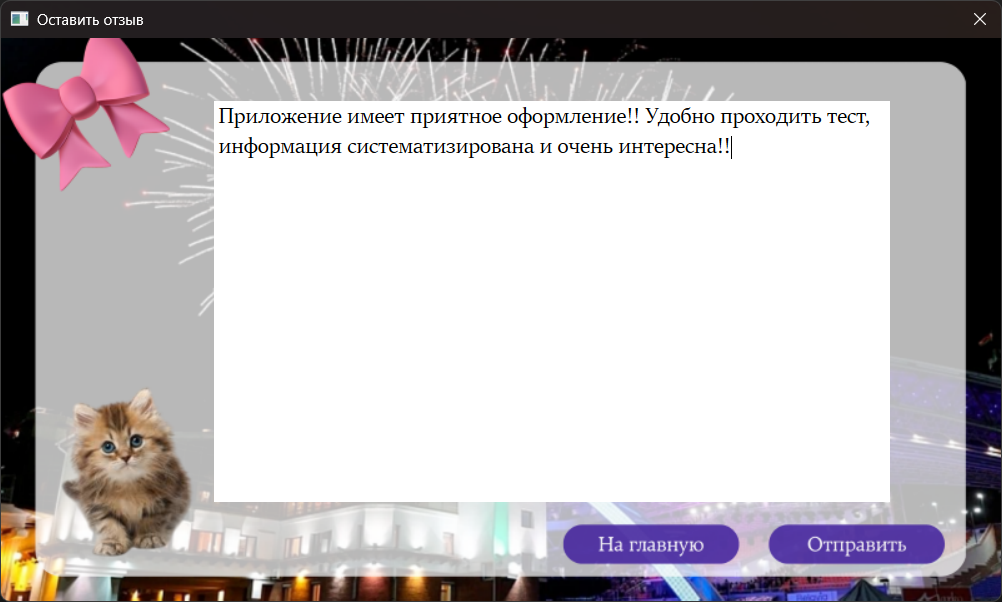 Оставить отзыв
Приложение имеет приятное оформление!! Удобно проходить тест,
информация систематизирована и очень интересна!!
На главную
Отправить